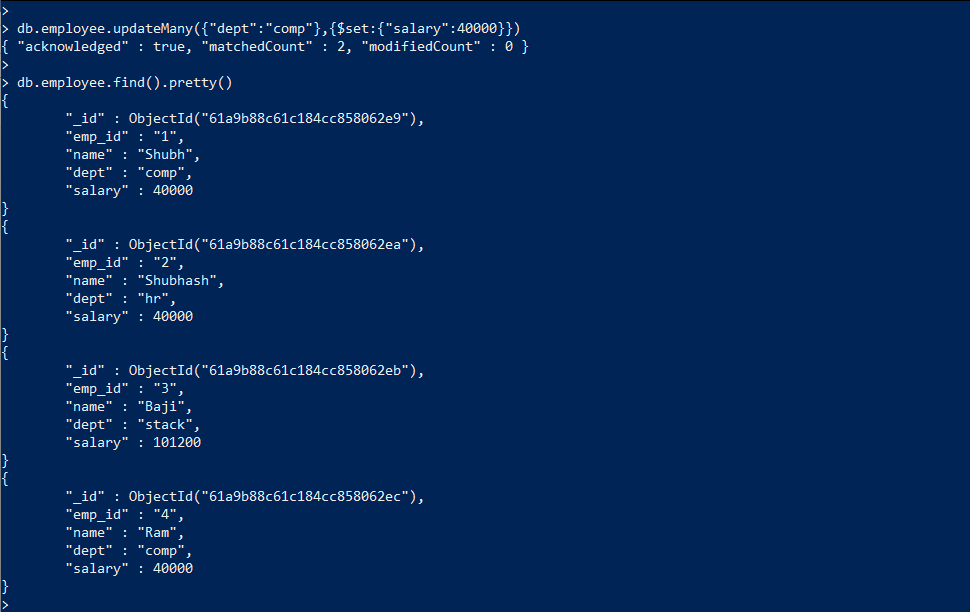 >
> db.employee.updateMany({"dept":"comp"},{$set:{"salary":40000}})
{ "acknowledged" : true, "matchedCount" : 2, "modifiedCount" : 0 }
>
> db.employee.find().pretty()
{
        "_id" : ObjectId("61a9b88c61c184cc858062e9"),
        "emp_id" : "1",
        "name" : "Shubh",
        "dept" : "comp",
        "salary" : 40000
}
{
        "_id" : ObjectId("61a9b88c61c184cc858062ea"),
        "emp_id" : "2",
        "name" : "Shubhash",
        "dept" : "hr",
        "salary" : 40000
}
{
        "_id" : ObjectId("61a9b88c61c184cc858062eb"),
        "emp_id" : "3",
        "name" : "Baji",
        "dept" : "stack",
        "salary" : 101200
}
{
        "_id" : ObjectId("61a9b88c61c184cc858062ec"),
        "emp_id" : "4",
        "name" : "Ram",
        "dept" : "comp",
        "salary" : 40000
}
>